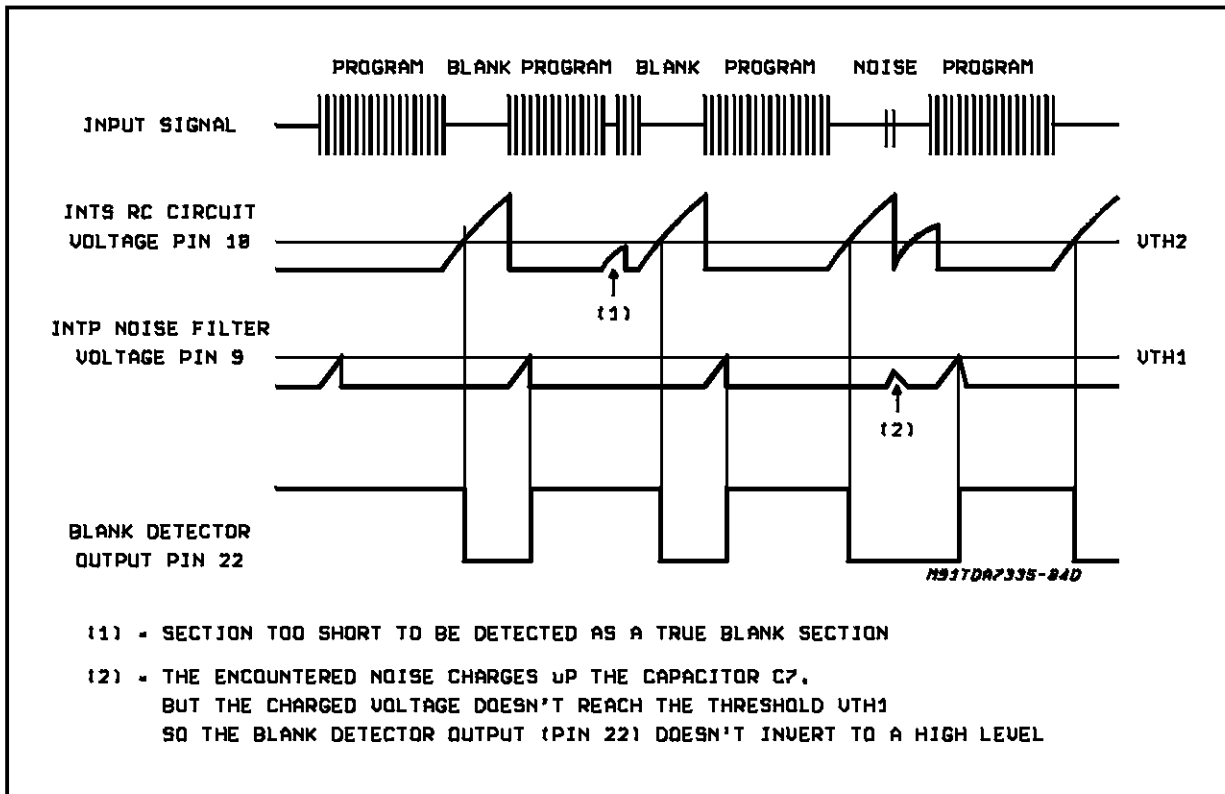 PROGRAM BLANK PROGRAM BLANK PROGRAM NOISE PROGRAM
INPUT SIGNAL
INTS RC CIRCUIT
VOLTAGE PIN 10
VTH2
(1)
INTP NOISE FILTER
VOLTAGE PIN 9
VTH1
(2)
BLANK DETECTOR
OUTPUT PIN 22
M93TDA7335-04D
(1) = SECTION TOO SHORT TO BE DETECTED AS A TRUE BLANK SECTION
(2) = THE ENCOUNTERED NOISE CHARGES UP THE CAPACITOR C7,
BUT THE CHARGED VOLTAGE DOESN'T REACH THE THRESHOLD VTH1
SO THE BLANK DETECTOR OUTPUT (PIN 22) DOESN'T INVERT TO A HIGH LEVEL